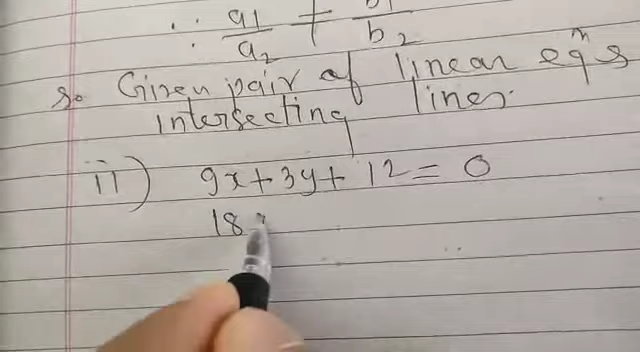 ∴ a1/a2 ≠ b1/b2
so Given pair of linear eqns
intersecting lines.
ii) 9x + 3y + 12 = 0
18